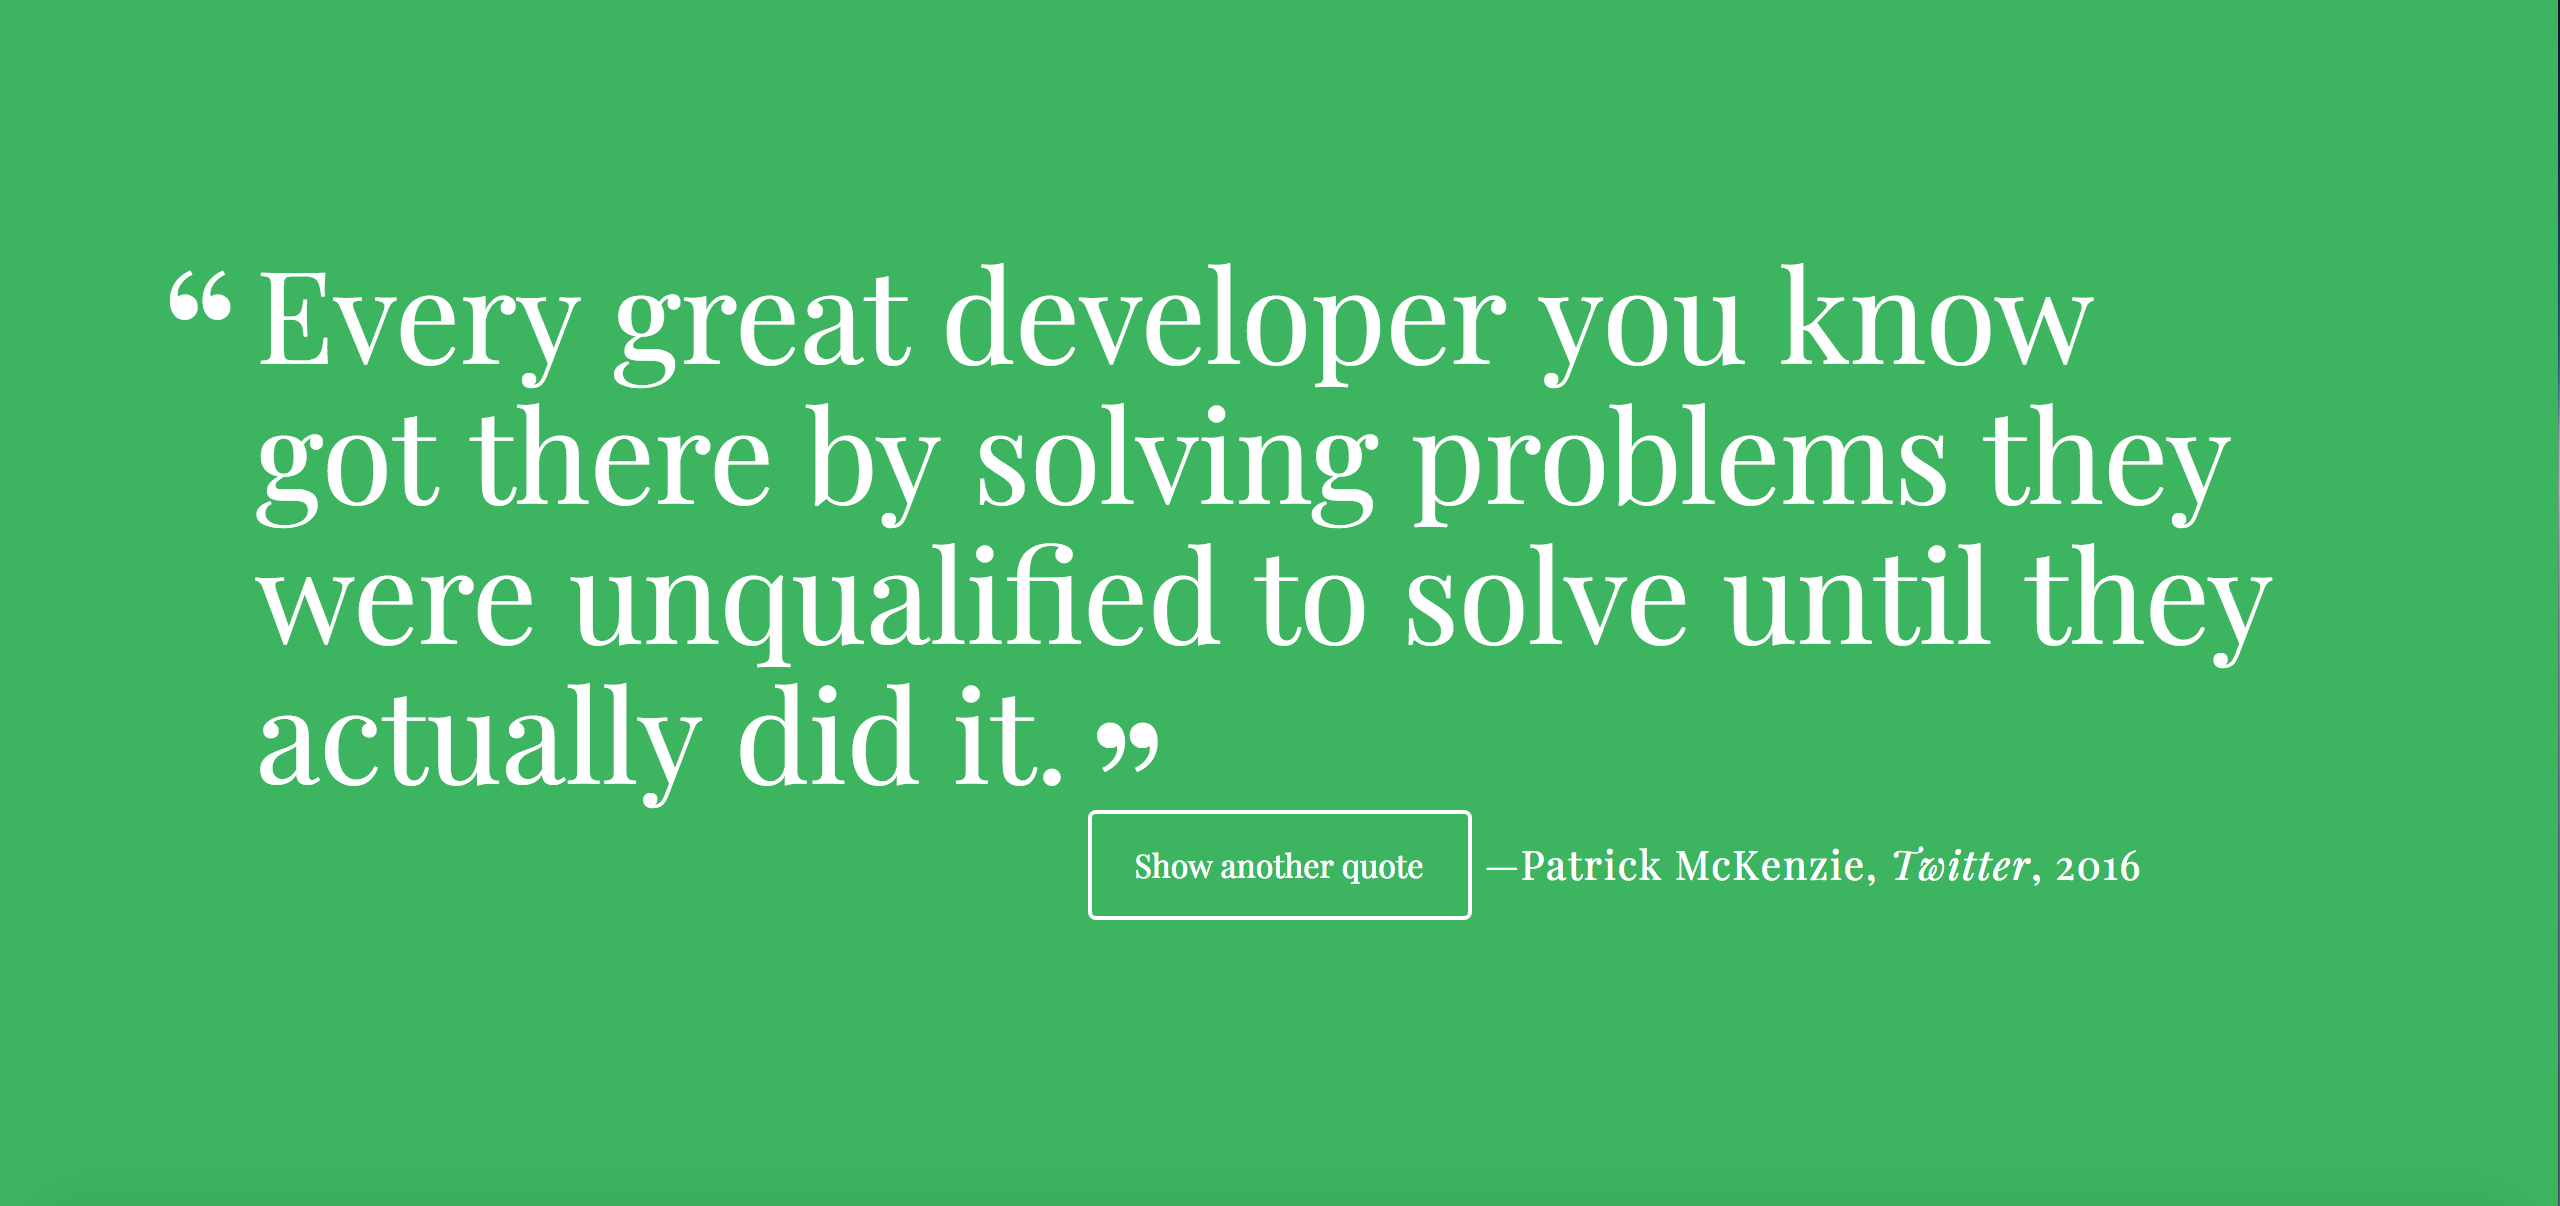 “Every great developer you know
got there by solving problems they
were unqualified to solve until they
actually did it.”
Show another quote
—Patrick McKenzie, Twitter, 2016